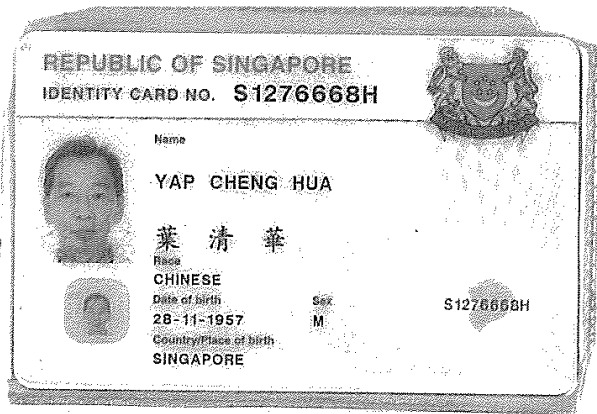 REPUBLIC OF SINGAPORE
IDENTITY CARD NO. S1276668H
Name
YAP CHENG HUA
葉 清 華
Race
CHINESE
Date of birth
Sex
28-11-1957
M
S1276668H
Country/Place of birth
SINGAPORE